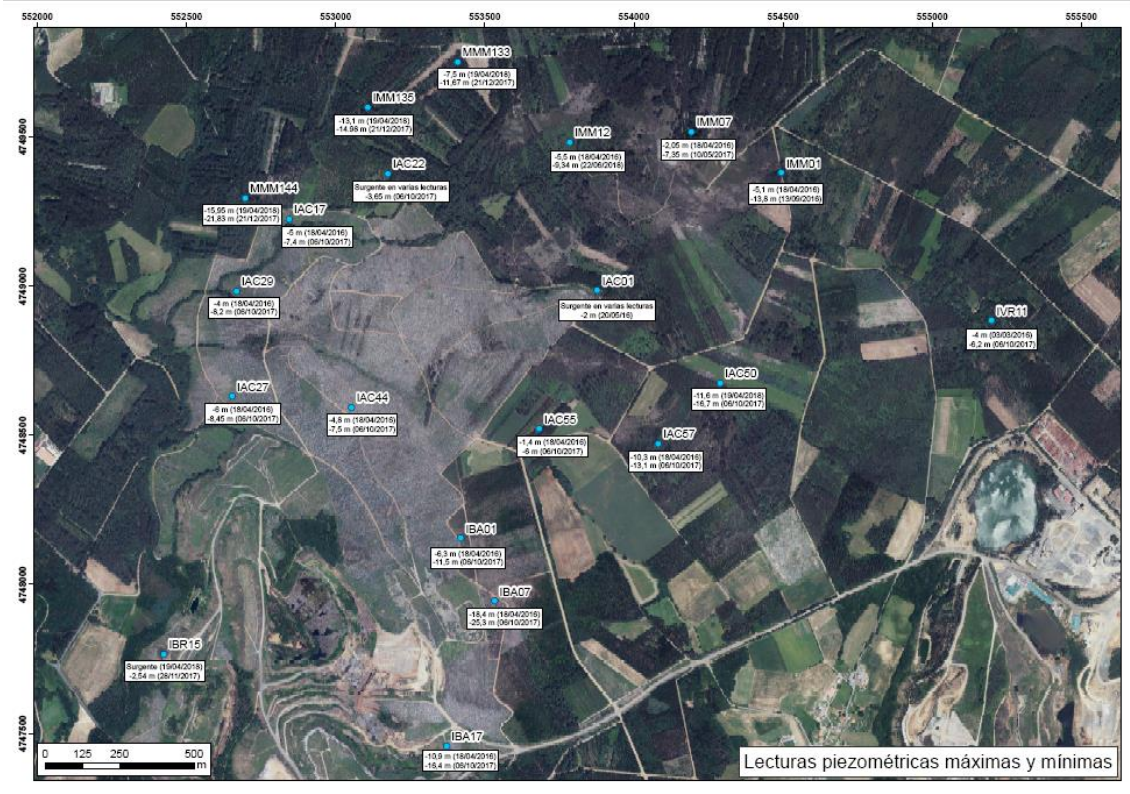 552000 552500 553000 553500 554000 554500 555000 555500
4749500
4749000
4748500
4748000
4747500
MMM133
-7,5 m (19/04/2018)
-11,67 m (21/12/2017)
IMM135
-13,1 m (19/04/2018)
-14.98 m (21/12/2017)
IMM12
-5,5 m (18/04/2016)
-9,34 m (22/06/2018)
IMM07
-2,05 m (18/04/2016)
-7,35 m (10/05/2017)
IMM01
-5,1 m (18/04/2016)
-13,8 m (13/09/2016)
IAC22
Surgente en varias lecturas
-3,65 m (06/10/2017)
MMM144
-15,95 m (19/04/2018)
-21,83 m (21/12/2017)
IAC17
-5 m (18/04/2016)
-7,4 m (06/10/2017)
IAC29
-4 m (18/04/2016)
-8,2 m (06/10/2017)
IAC01
Surgente en varias lecturas
-2 m (20/05/16)
IVR11
-4 m (03/03/2016)
-6,2 m (06/10/2017)
IAC27
-6 m (18/04/2016)
-8,45 m (06/10/2017)
IAC44
-4,8 m (18/04/2016)
-7,5 m (06/10/2017)
IAC50
-11,6 m (19/04/2018)
-16,7 m (06/10/2017)
IAC55
-1,4 m (18/04/2016)
-6 m (06/10/2017)
IAC57
-10,3 m (18/04/2016)
-13,1 m (06/10/2017)
IBA01
-6,3 m (18/04/2016)
-11,5 m (06/10/2017)
IBA07
-18,4 m (18/04/2016)
-25,3 m (06/10/2017)
IBR15
Surgente (19/04/2018)
-2,54 m (28/11/2017)
IBA17
-10,9 m (18/04/2016)
-16,4 m (06/10/2017)
0 125 250 500
m
Lecturas piezométricas máximas y mínimas